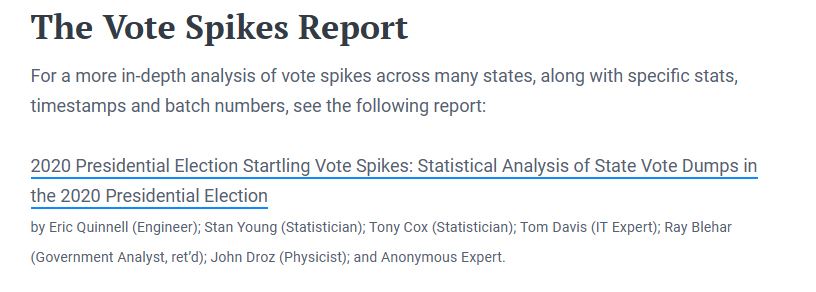 The Vote Spikes Report
For a more in-depth analysis of vote spikes across many states, along with specific stats,
timestamps and batch numbers, see the following report:
2020 Presidential Election Startling Vote Spikes: Statistical Analysis of State Vote Dumps in
the 2020 Presidential Election
by Eric Quinnell (Engineer); Stan Young (Statistician); Tony Cox (Statistician); Tom Davis (IT Expert); Ray Blehar
(Government Analyst, ret’d); John Droz (Physicist); and Anonymous Expert.